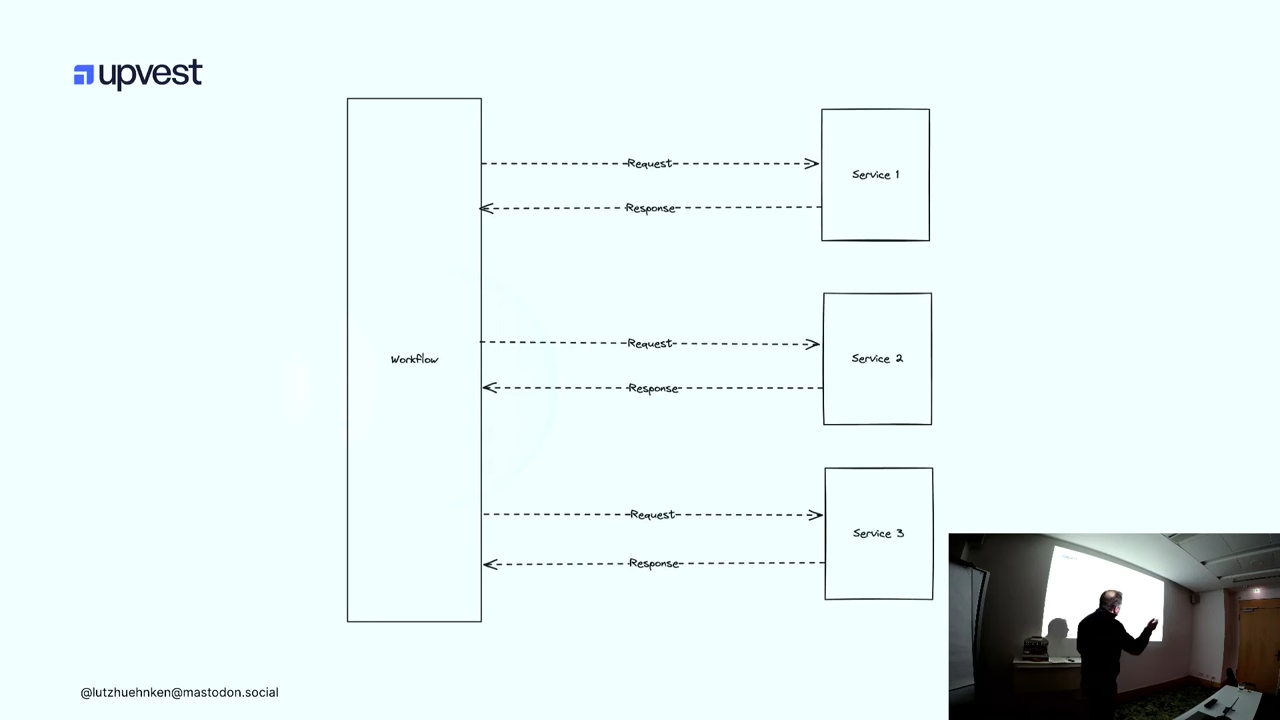 upvest
Request
Service 1
Response
Request
Workflow
Service 2
Response
Request
Service 3
Response
@lutzhuehnken@mastodon.social